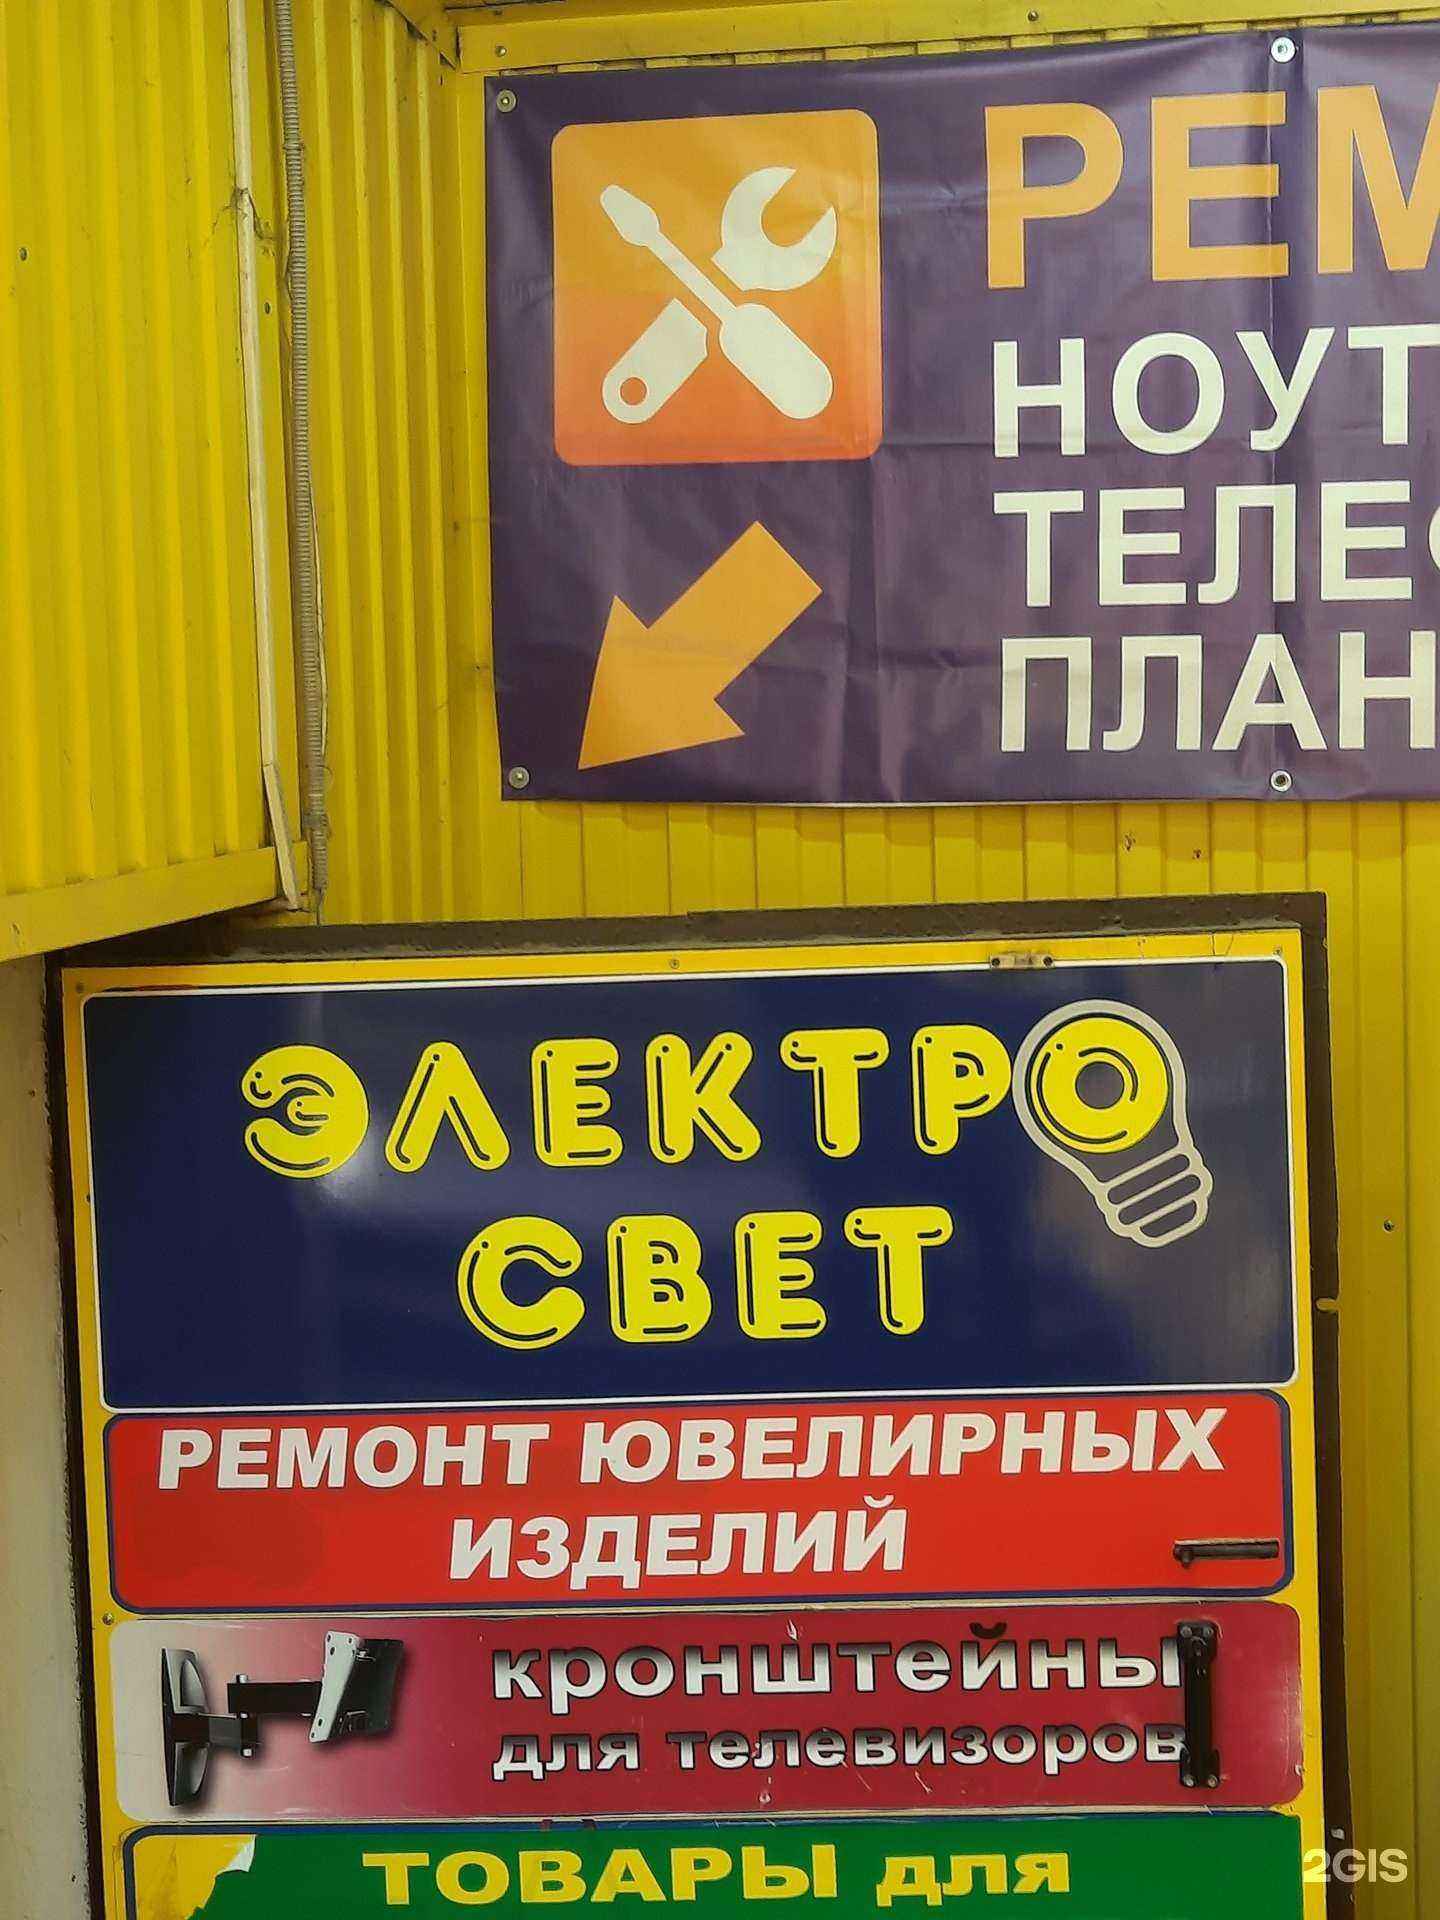 РЕМ
НОУТ
ТЕЛЕ
ПЛАН
ЭЛЕКТРО
СВЕТ
РЕМОНТ ЮВЕЛИРНЫХ
ИЗДЕЛИЙ
кронштейны
для телевизоров
ТОВАРЫ для
2GIS